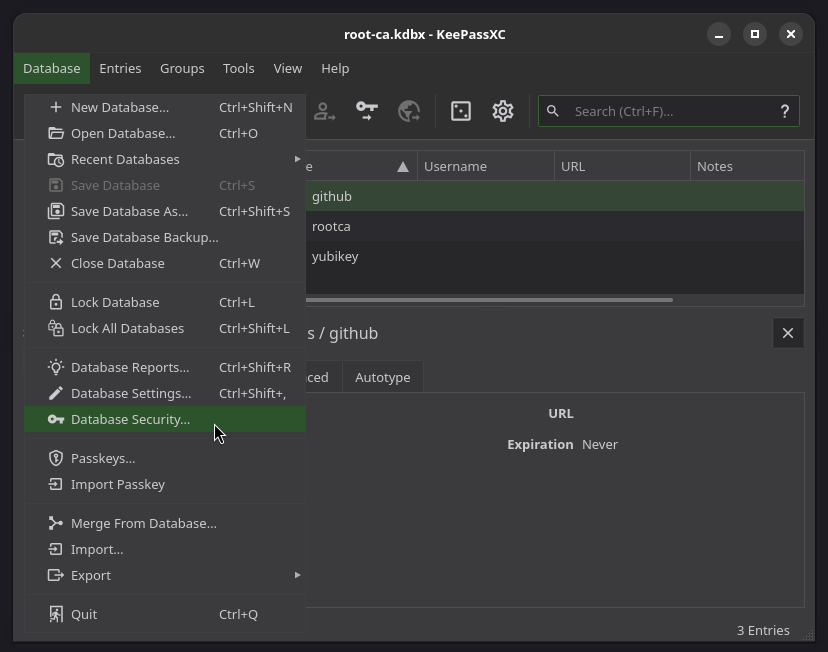 root-ca.kdbx - KeePassXC
Database Entries Groups Tools View Help
New Database... Ctrl+Shift+N
Open Database... Ctrl+O
Recent Databases
Save Database Ctrl+S
Save Database As... Ctrl+Shift+S
Save Database Backup...
Close Database Ctrl+W
Lock Database Ctrl+L
Lock All Databases Ctrl+Shift+L
Database Reports... Ctrl+Shift+R
Database Settings... Ctrl+Shift+,
Database Security...
Passkeys...
Import Passkey
Merge From Database...
Import...
Export
Quit Ctrl+Q
Search (Ctrl+F)... ?
e Username URL Notes
github
rootca
yubikey
s / github
ced Autotype
URL
Expiration Never
3 Entries